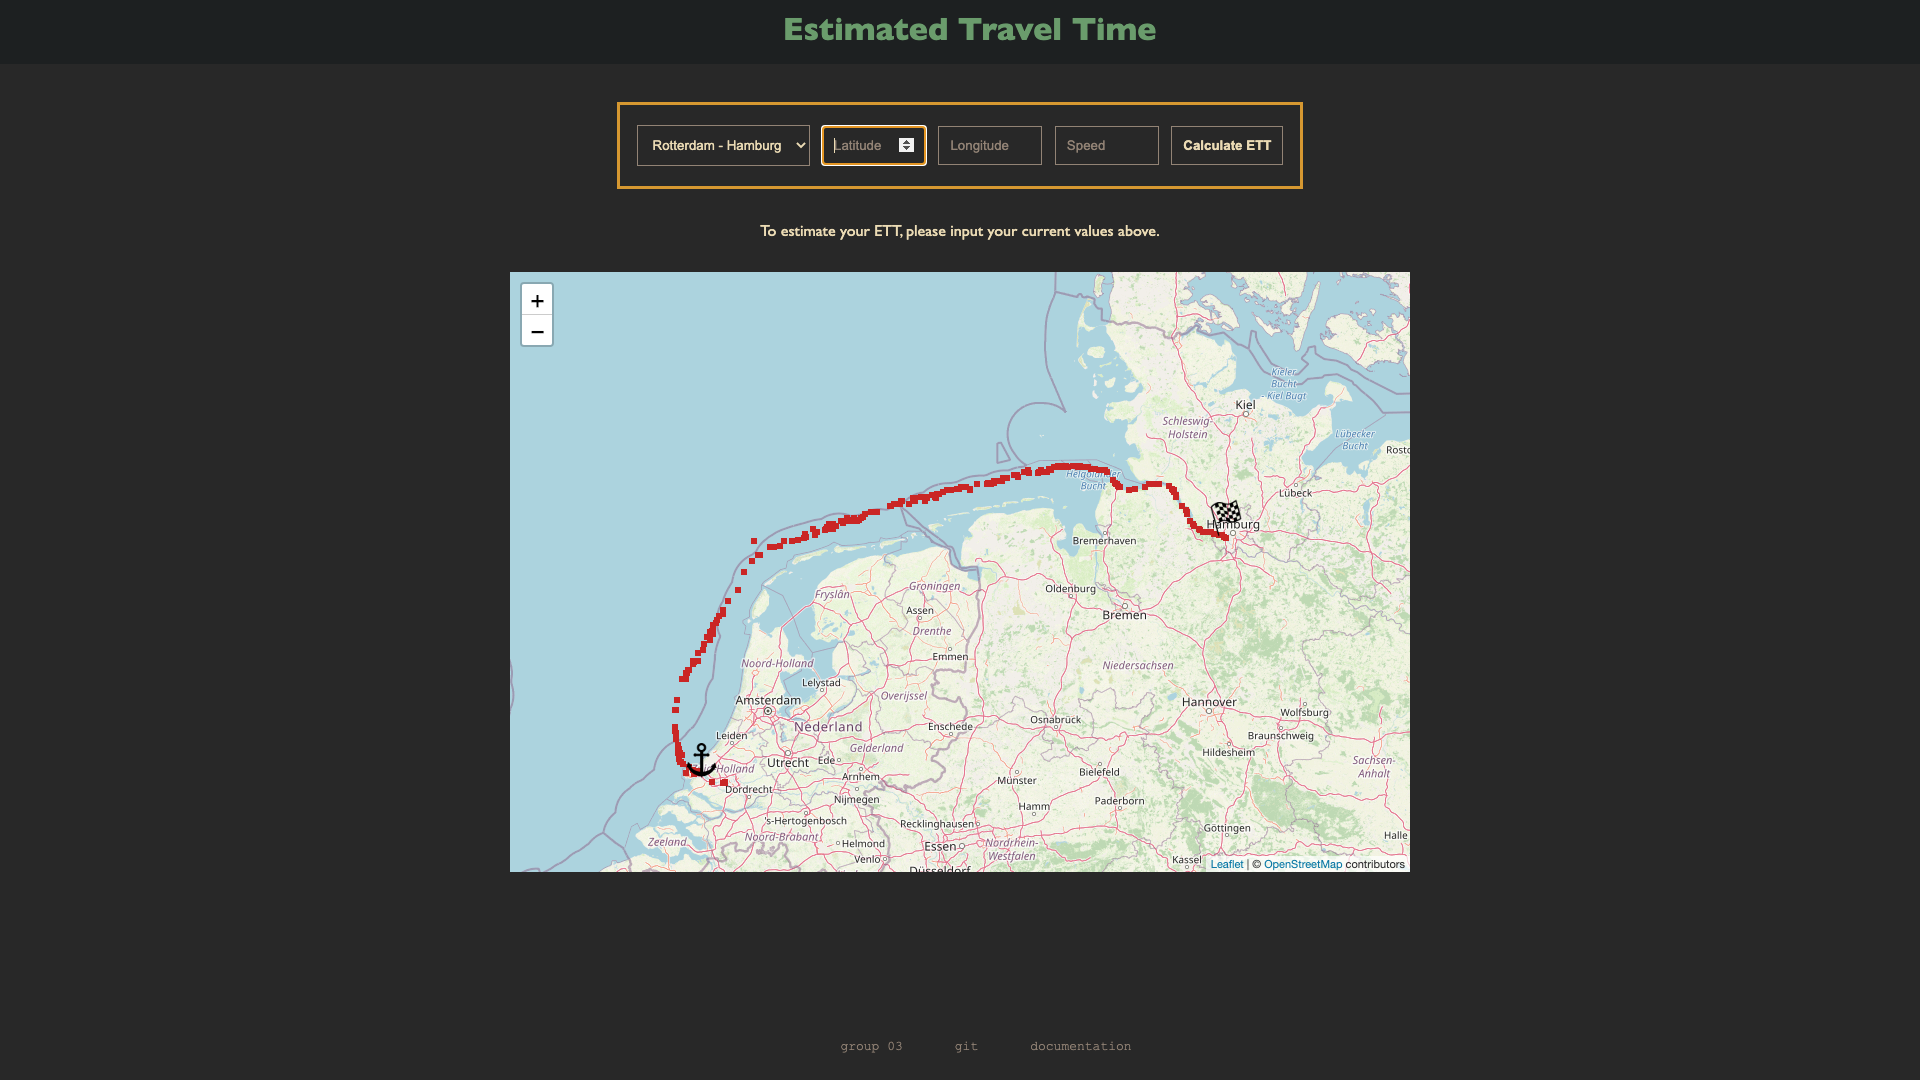 Estimated Travel Time
Rotterdam - Hamburg
Latitude
Longitude
Speed
Calculate ETT
To estimate your ETT, please input your current values above.
+
−
Kieler
Bucht
- Kiel Bugt
Kiel
Schleswig-
Holstein
Lübecker
Bucht
Rosto
Helgoländer
Bucht
Lübeck
Hamburg
Bremerhaven
Groningen
Oldenburg
Fryslân
Assen
Bremen
Drenthe
Emmen
Noord-Holland
Niedersachsen
Lelystad
Overijssel
Amsterdam
Hannover
Wolfsburg
Osnabrück
Nederland
Enschede
Leiden
Braunschweig
Gelderland
Hildesheim
Utrecht
Ede
Sachsen-
Anhalt
Holland
Arnhem
Bielefeld
Münster
Dordrecht
Nijmegen
Paderborn
Hamm
's-Hertogenbosch
Recklinghausen
Göttingen
Noord-Brabant
Halle
Zeeland
Helmond
Essen
Nordrhein-
Westfalen
Venlo
Kassel
Düsseldorf
Leaflet | © OpenStreetMap contributors
group 03
git
documentation